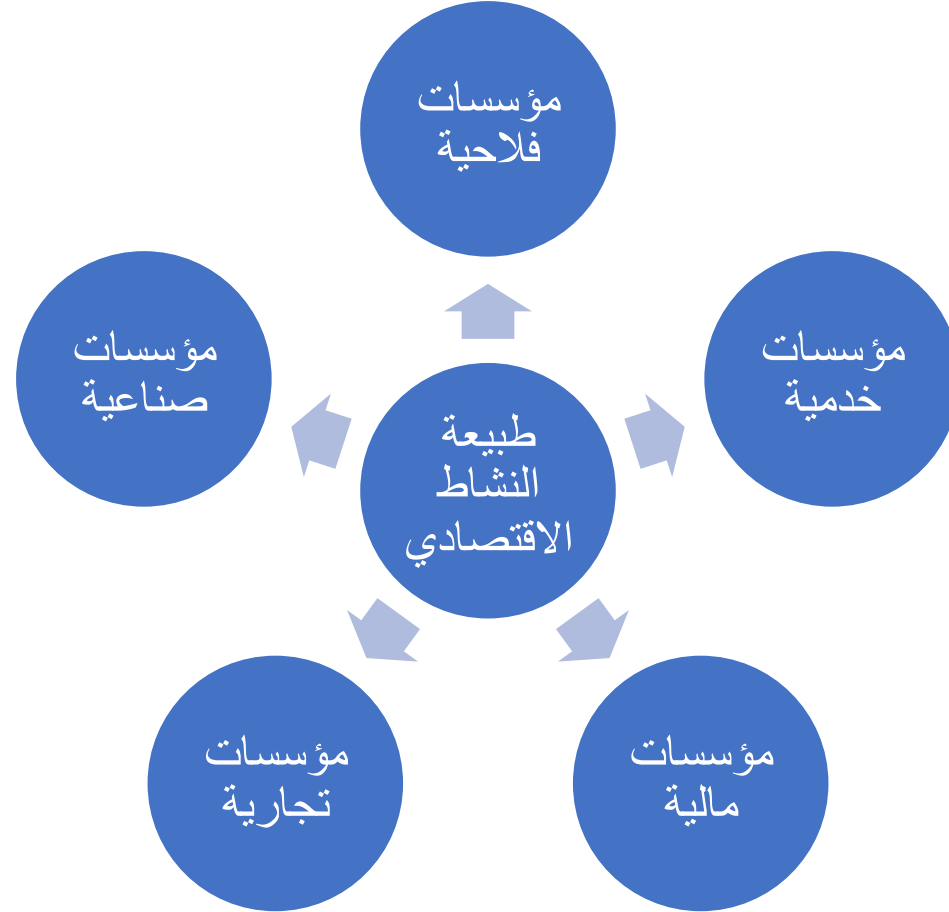 مؤسسات
فلاحية
مؤسسات
خدمية
مؤسسات
صناعية
طبيعة
النشاط
الاقتصادي
مؤسسات
مالية
مؤسسات
تجارية